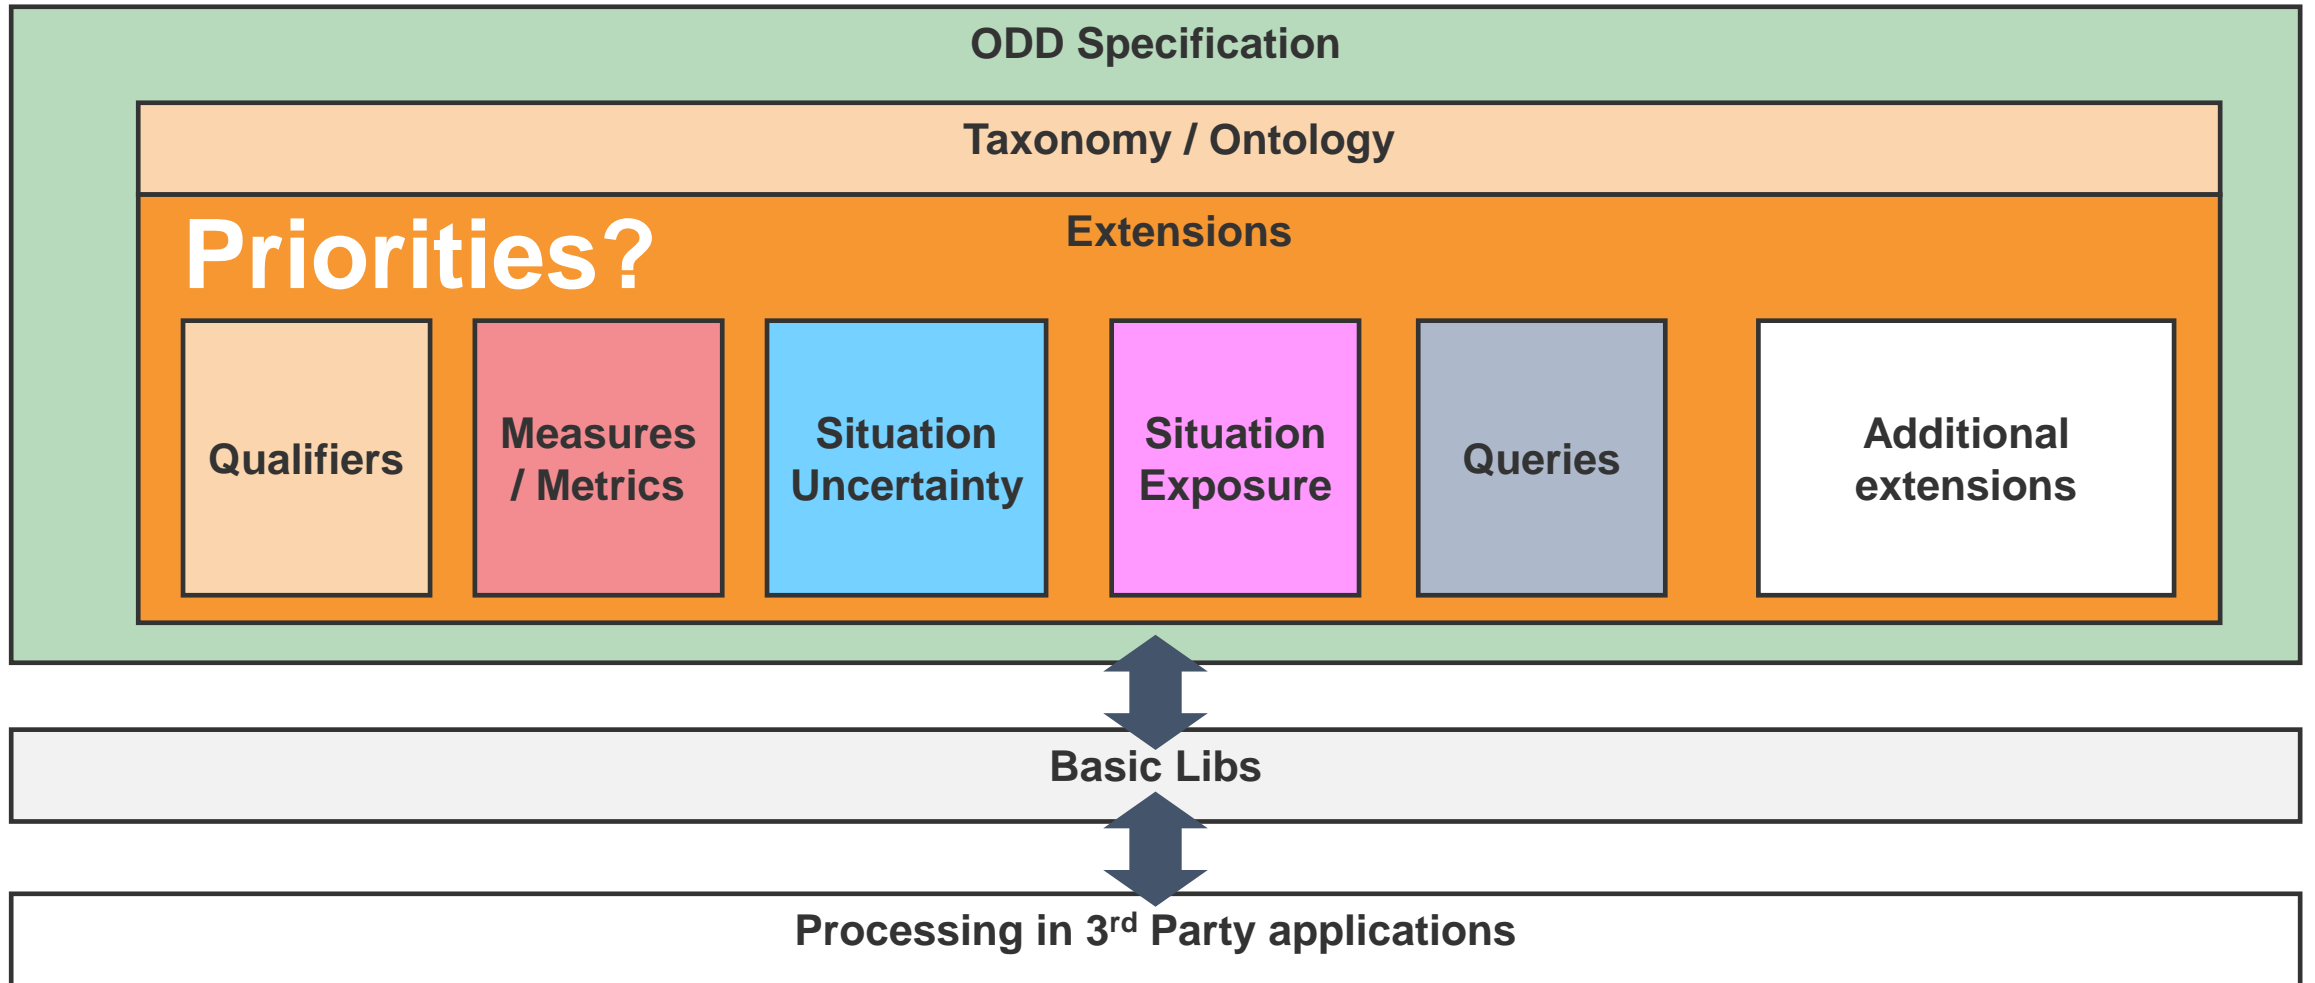 ODD Specification
Taxonomy / Ontology
Priorities?
Extensions
Qualifiers
Measures
/ Metrics
Situation
Uncertainty
Situation
Exposure
Queries
Additional
extensions
Basic Libs
Processing in 3rd Party applications